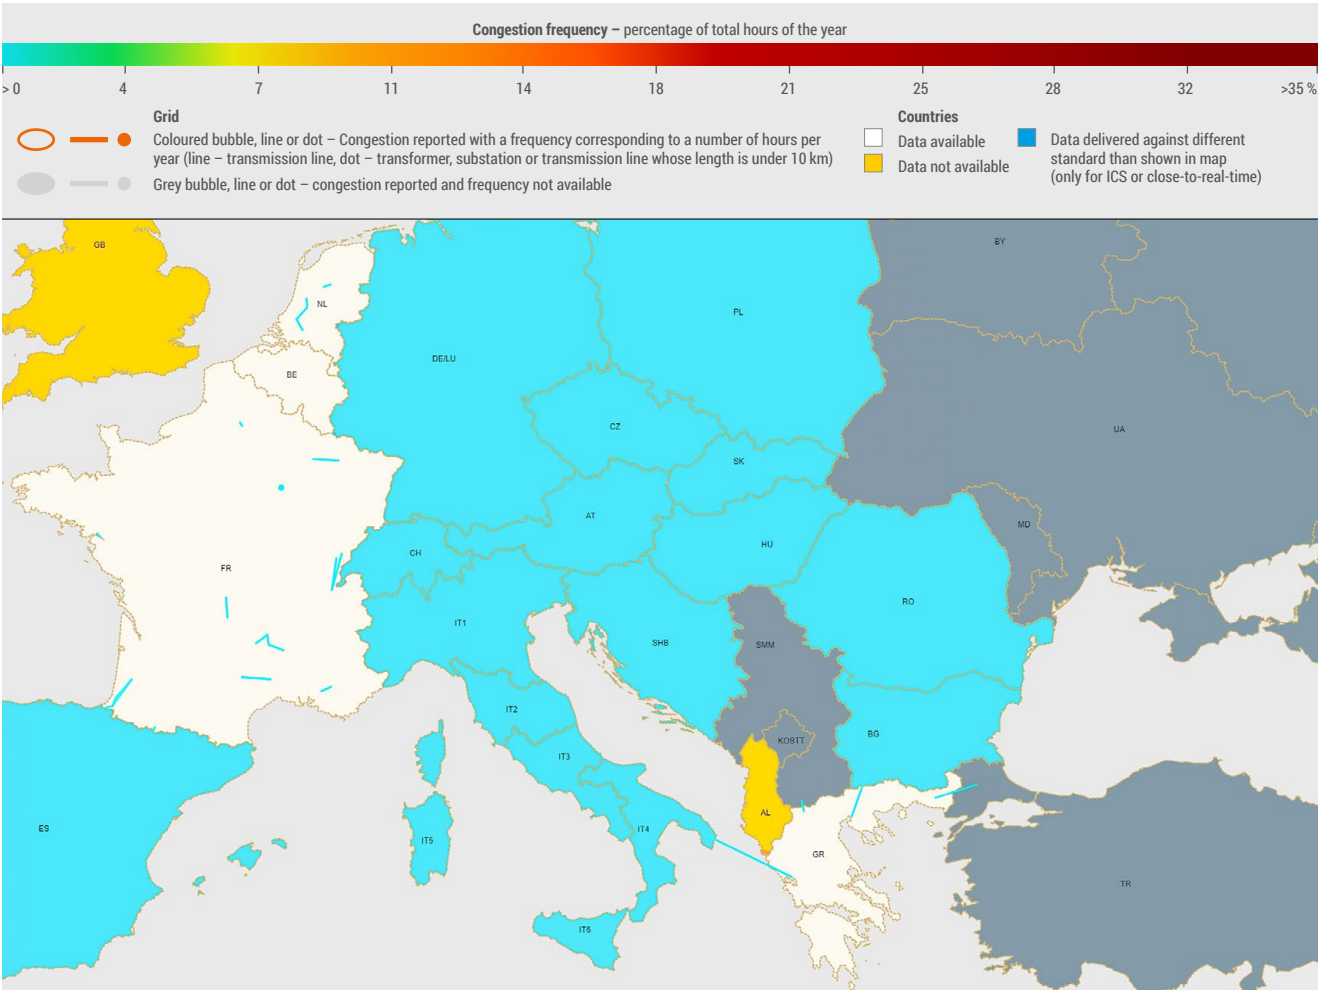 Congestion frequency – percentage of total hours of the year
> 0 4 7 11 14 18 21 25 28 32 >35 %
Grid
Coloured bubble, line or dot – Congestion reported with a frequency corresponding to a number of hours per
year (line – transmission line, dot – transformer, substation or transmission line whose length is under 10 km)
Grey bubble, line or dot – congestion reported and frequency not available
Countries
Data available
Data not available
Data delivered against different
standard than shown in map
(only for ICS or close-to-real-time)
GB
BY
NL
PL
DE/LU
BE
CZ
UA
SK
AT
MD
HU
CH
FR
RO
IT1
SHB
SMM
IT2
BG
KOSTT
IT3
AL
ES
IT4
IT5
GR
TR
IT6